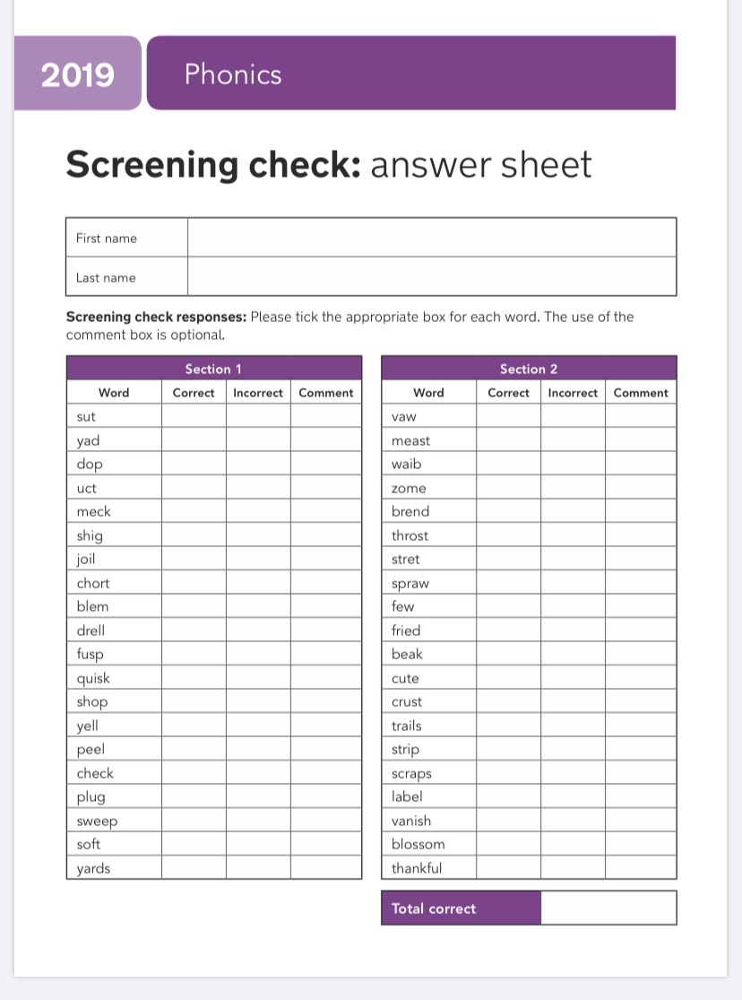 2019 Phonics
Screening check: answer sheet
First name
Last name
Screening check responses: Please tick the appropriate box for each word. The use of the
comment box is optional.
Section 1
Word Correct Incorrect Comment
sut
yad
dop
uct
meck
shig
joil
chort
blem
drell
fusp
quisk
shop
yell
peel
check
plug
sweep
soft
yards
Section 2
Word Correct Incorrect Comment
vaw
meast
waib
zome
brend
throst
stret
spraw
few
fried
beak
cute
crust
trails
strip
scraps
label
vanish
blossom
thankful
Total correct